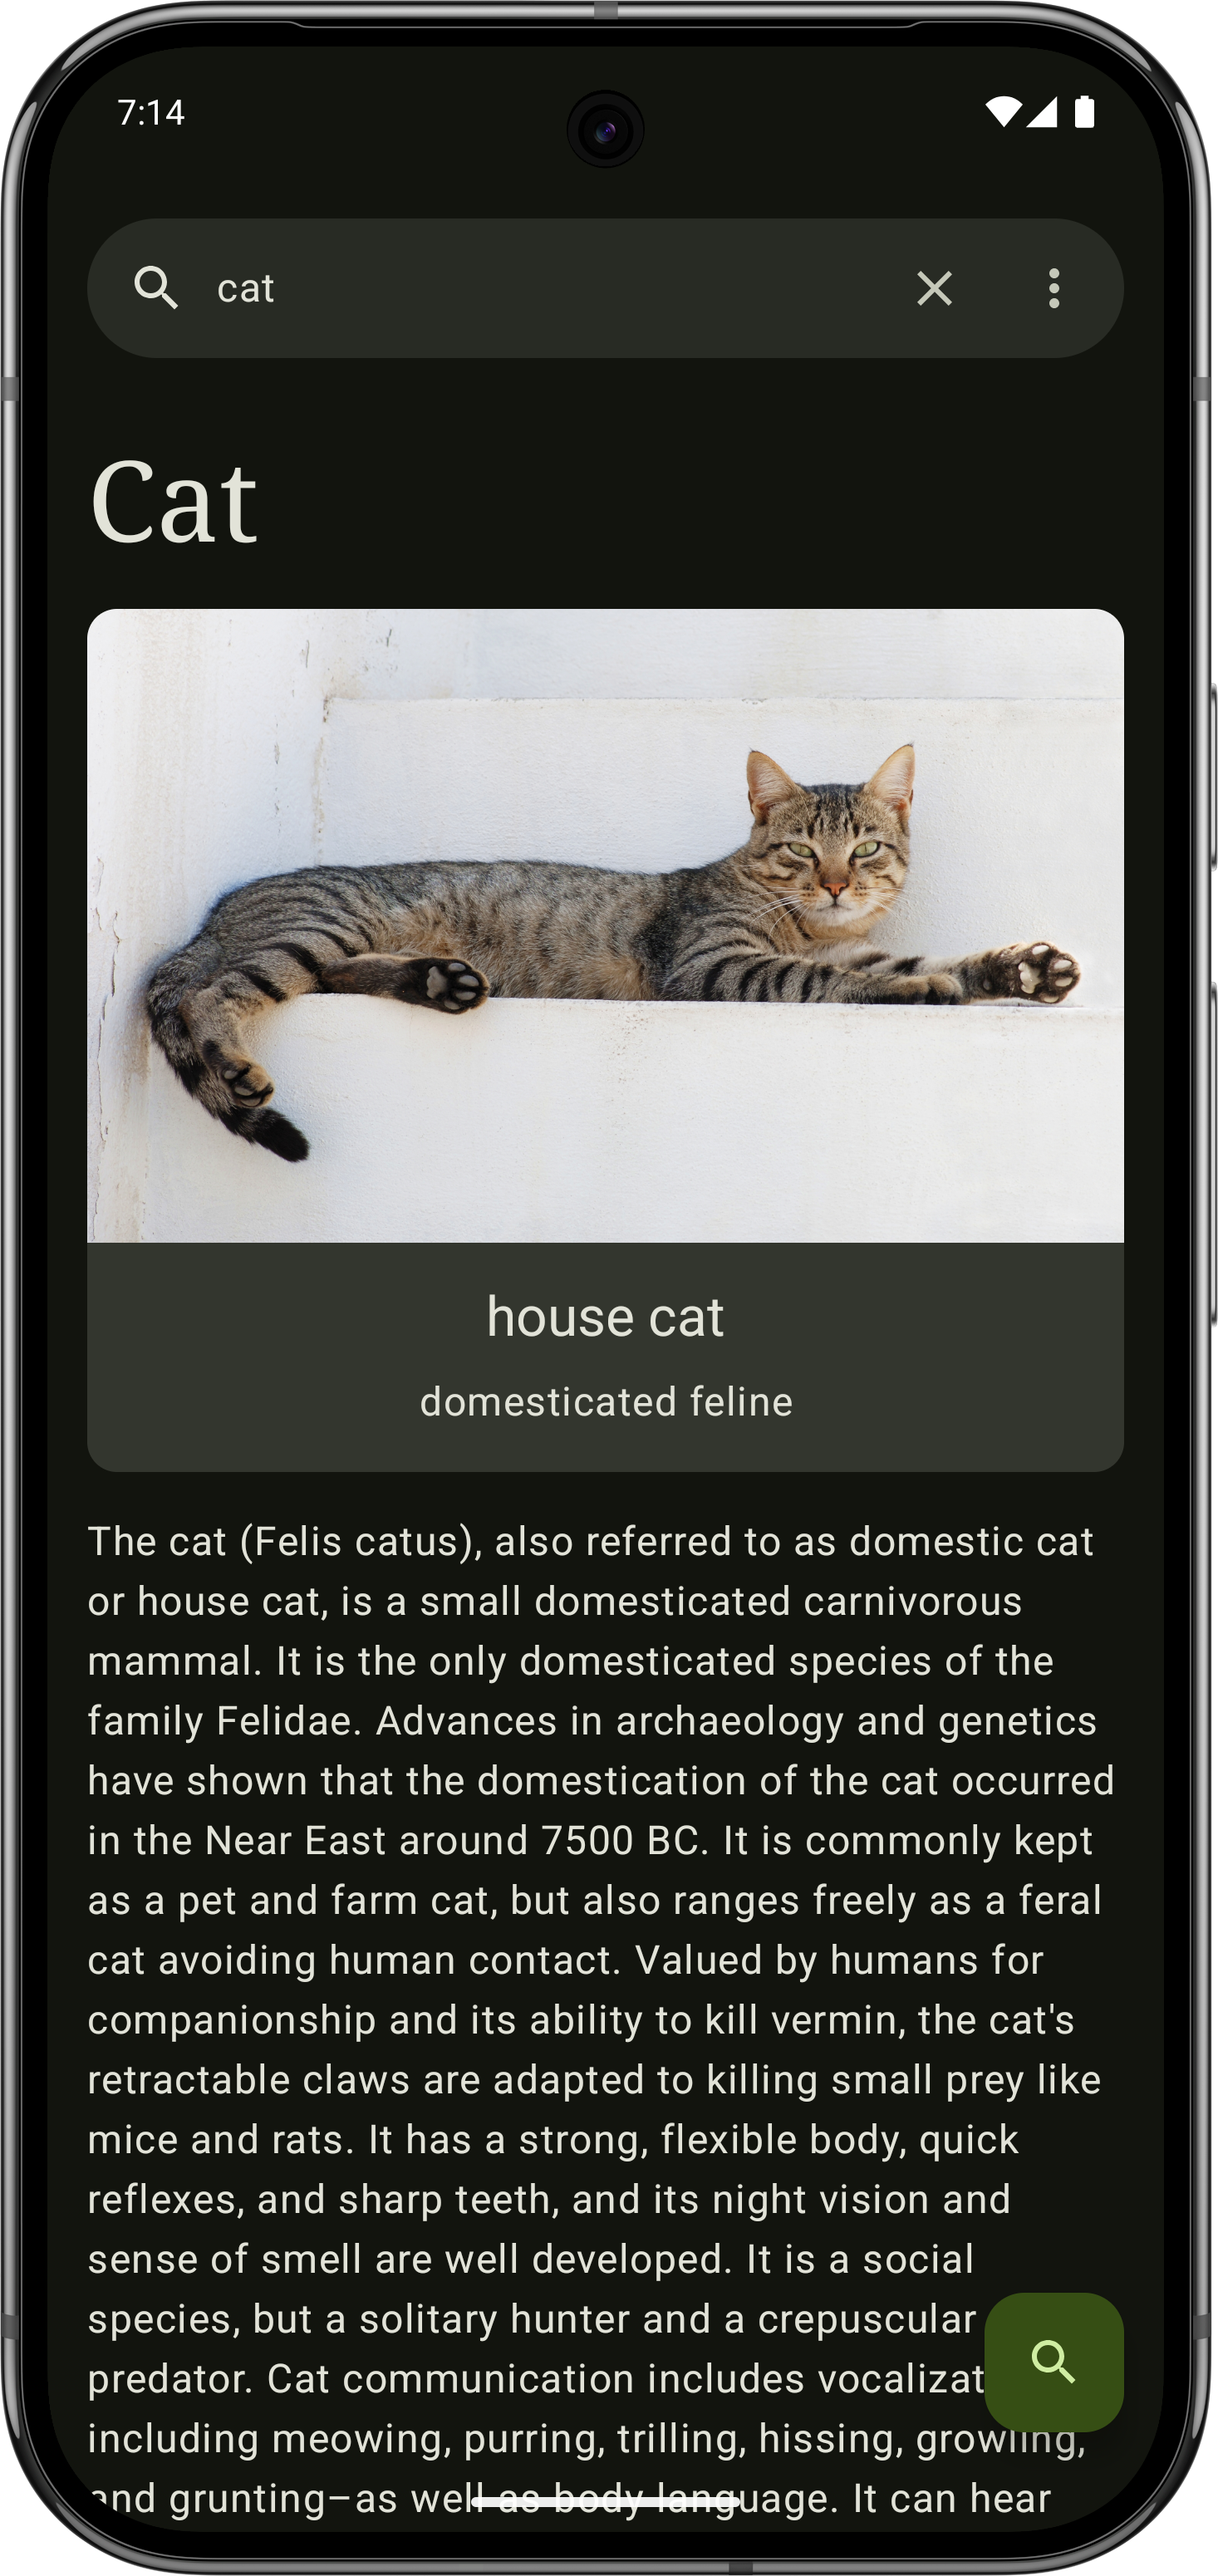 7:14
cat
Cat
house cat
domesticated feline
The cat (Felis catus), also referred to as domestic cat
or house cat, is a small domesticated carnivorous
mammal. It is the only domesticated species of the
family Felidae. Advances in archaeology and genetics
have shown that the domestication of the cat occurred
in the Near East around 7500 BC. It is commonly kept
as a pet and farm cat, but also ranges freely as a feral
cat avoiding human contact. Valued by humans for
companionship and its ability to kill vermin, the cat's
retractable claws are adapted to killing small prey like
mice and rats. It has a strong, flexible body, quick
reflexes, and sharp teeth, and its night vision and
sense of smell are well developed. It is a social
species, but a solitary hunter and a crepuscular
predator. Cat communication includes
including meowing, purring, trilling, hissing, growling,
and grunting–as well as body language. It can hear